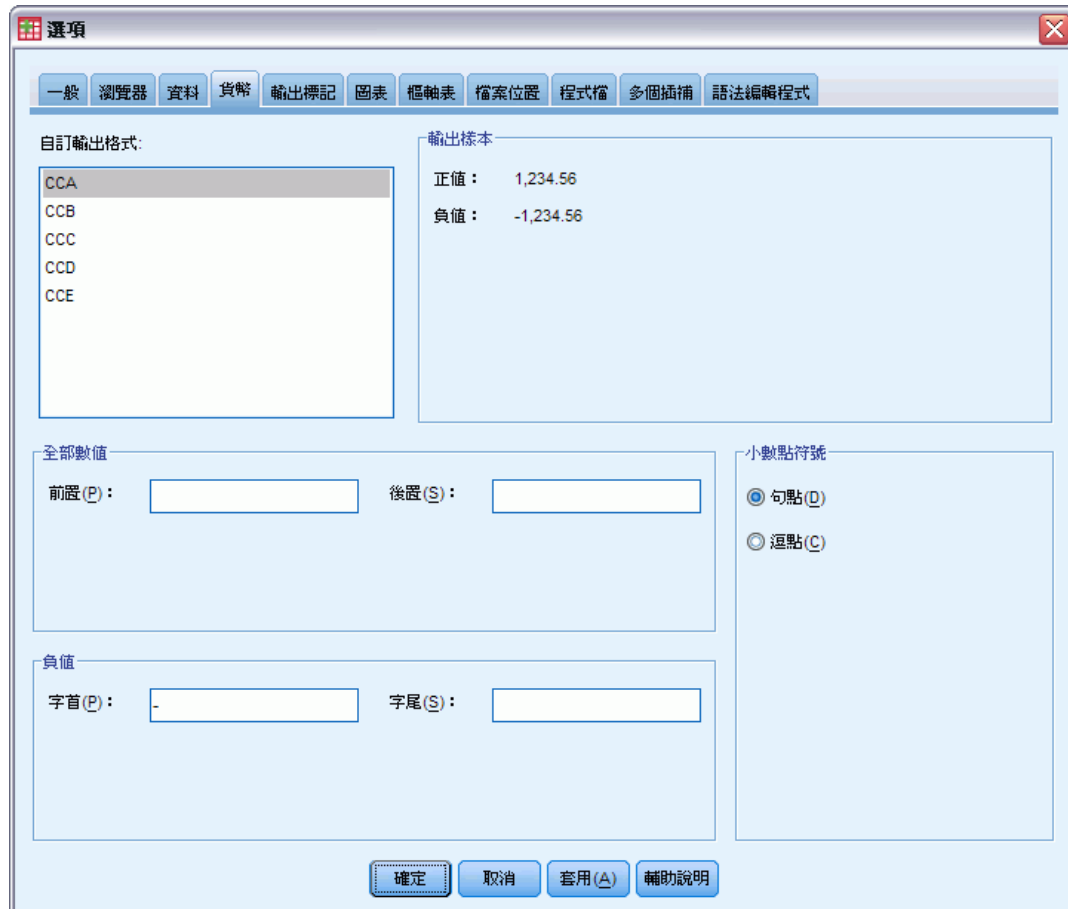 選項
一般 瀏覽器 資料 貨幣 輸出標記 圖表 樞軸表 檔案位置 程式檔 多個插補 語法編輯程式
自訂輸出格式:
CCA
CCB
CCC
CCD
CCE
輸出樣本
正值： 1,234.56
負值： -1,234.56
全部數值
前置(P)： 後置(S)：
小數點符號
句點(D)
逗點(C)
負值
字首(P)： - 字尾(S)：
確定 取消 套用(A) 輔助說明